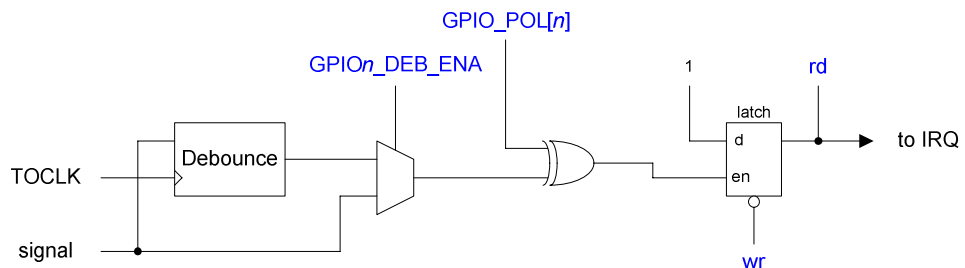 GPIO_POL[n]
GPIOn_DEB_ENA
1
rd
latch
Debounce
d
to IRQ
TOCLK
en
signal
wr